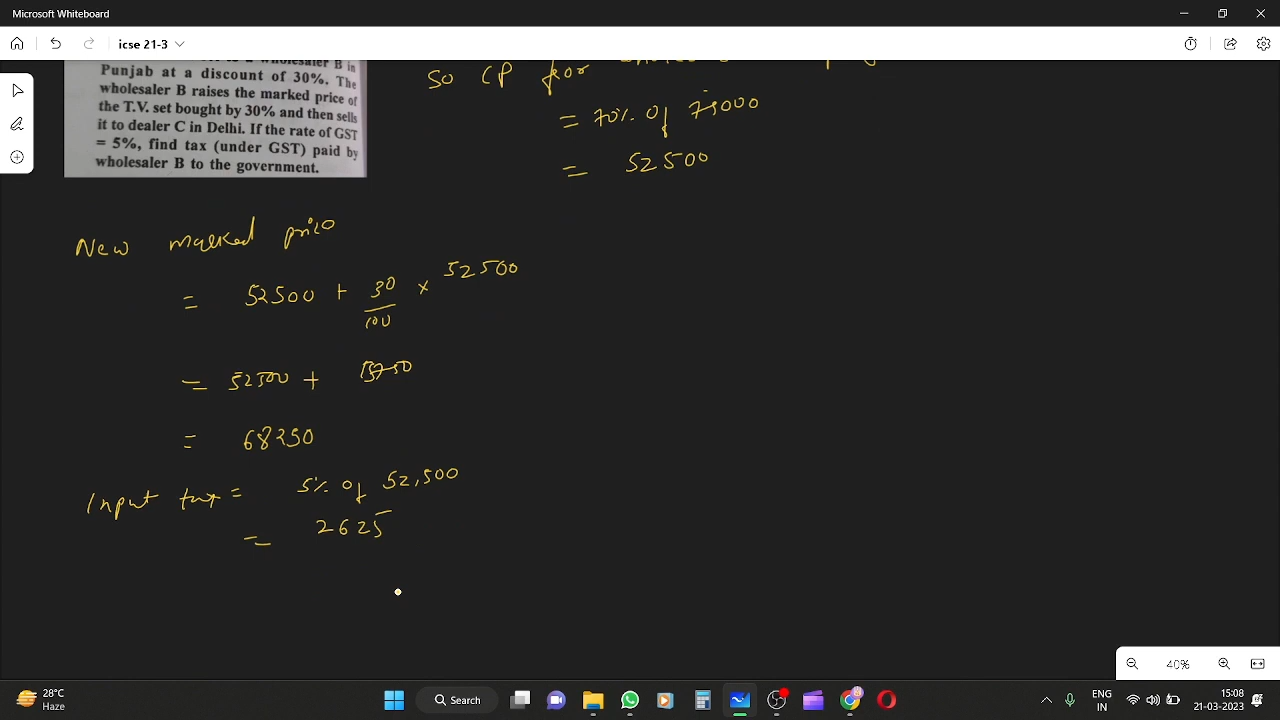 Microsoft Whiteboard
icse 21-3
Punjab at a discount of 30%. The
wholesaler B raises the marked price of
the T.V. set bought by 30% and then sells
it to dealer C in Delhi. If the rate of GST
= 5%, find tax (under GST) paid by
wholesaler B to the government.
So CP for
= 70% of 75000
= 52500
New marked price
= 52500 + 30/100 × 52500
= 52500 + 15750
= 68250
Input tax = 5% of 52,500
= 2625
40%
28°C
Haze
Search
ENG
IN
15:08
21-03-2023